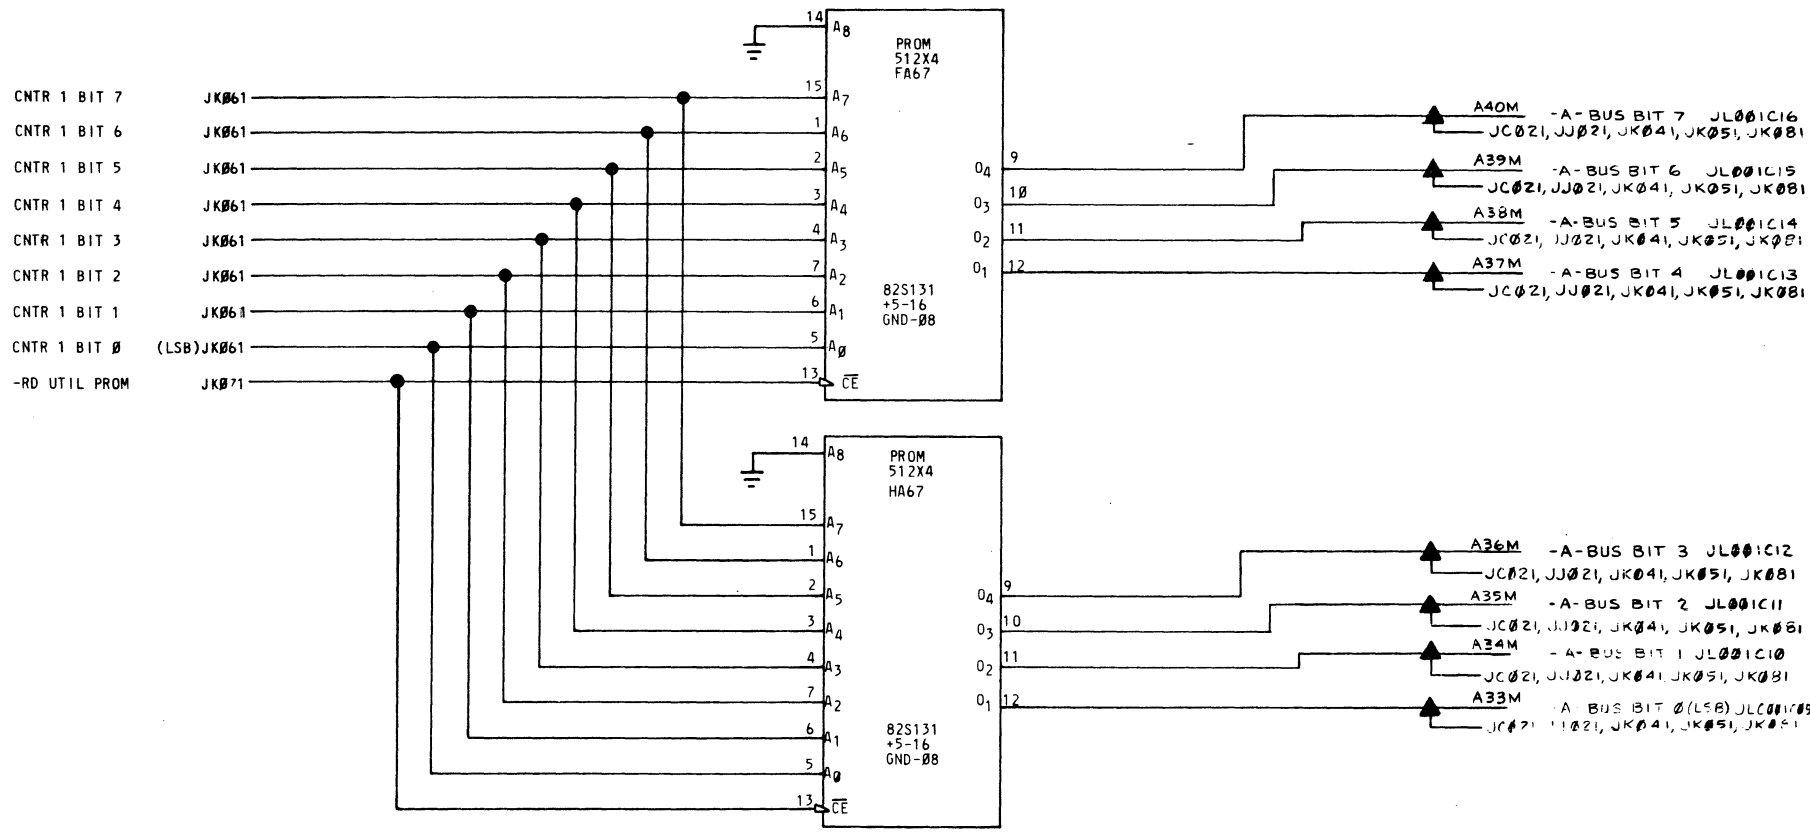 14 A8
PROM
512X4
FA67
CNTR 1 BIT 7 JKØ61 15 A7
CNTR 1 BIT 6 JKØ61 1 A6
CNTR 1 BIT 5 JKØ61 2 A5
CNTR 1 BIT 4 JKØ61 3 A4
CNTR 1 BIT 3 JKØ61 4 A3
CNTR 1 BIT 2 JKØ61 7 A2
CNTR 1 BIT 1 JKØ61 6 A1
CNTR 1 BIT Ø (LSB)JKØ61 5 AØ
-RD UTIL PROM JKØ71 13 CE
O4 9
O3 10
O2 11
O1 12
82S131
+5-16
GND-Ø8
A40M -A-BUS BIT 7 JLØØ1C16
JCØ21, JJØ21, JKØ41, JKØ51, JKØ81
A39M -A-BUS BIT 6 JLØØ1C15
JCØ21, JJØ21, JKØ41, JKØ51, JKØ81
A38M -A-BUS BIT 5 JLØØ1C14
JCØ21, JJØ21, JKØ41, JKØ51, JKØ81
A37M -A-BUS BIT 4 JLØØ1C13
JCØ21, JJØ21, JKØ41, JKØ51, JKØ81
14 A8
PROM
512X4
HA67
15 A7
1 A6
2 A5
3 A4
4 A3
7 A2
6 A1
5 AØ
13 CE
O4 9
O3 10
O2 11
O1 12
82S131
+5-16
GND-Ø8
A36M -A-BUS BIT 3 JLØØ1C12
JCØ21, JJØ21, JKØ41, JKØ51, JKØ81
A35M -A-BUS BIT 2 JLØØ1C11
JCØ21, JJØ21, JKØ41, JKØ51, JKØ81
A34M -A-BUS BIT 1 JLØØ1C10
JCØ21, JJØ21, JKØ41, JKØ51, JKØ81
A33M -A-BUS BIT Ø(LSB)
JKØ41, JKØ51,